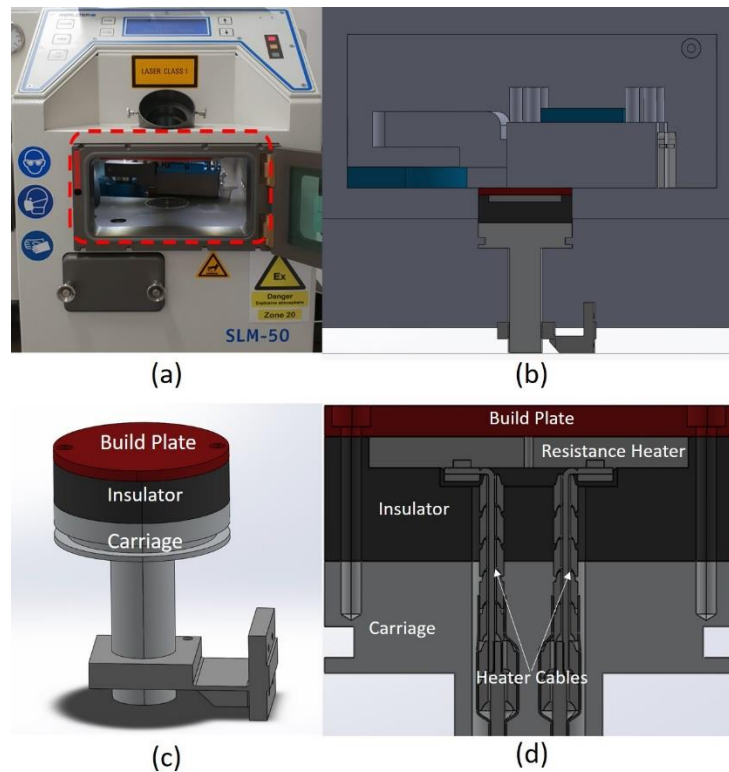 LASER CLASS I
Ex
Danger
Explosive atmosphere
Zone 20
SLM-50
(a)
(b)
Build Plate
Insulator
Carriage
(c)
Build Plate
Resistance Heater
Insulator
Carriage
Heater Cables
(d)